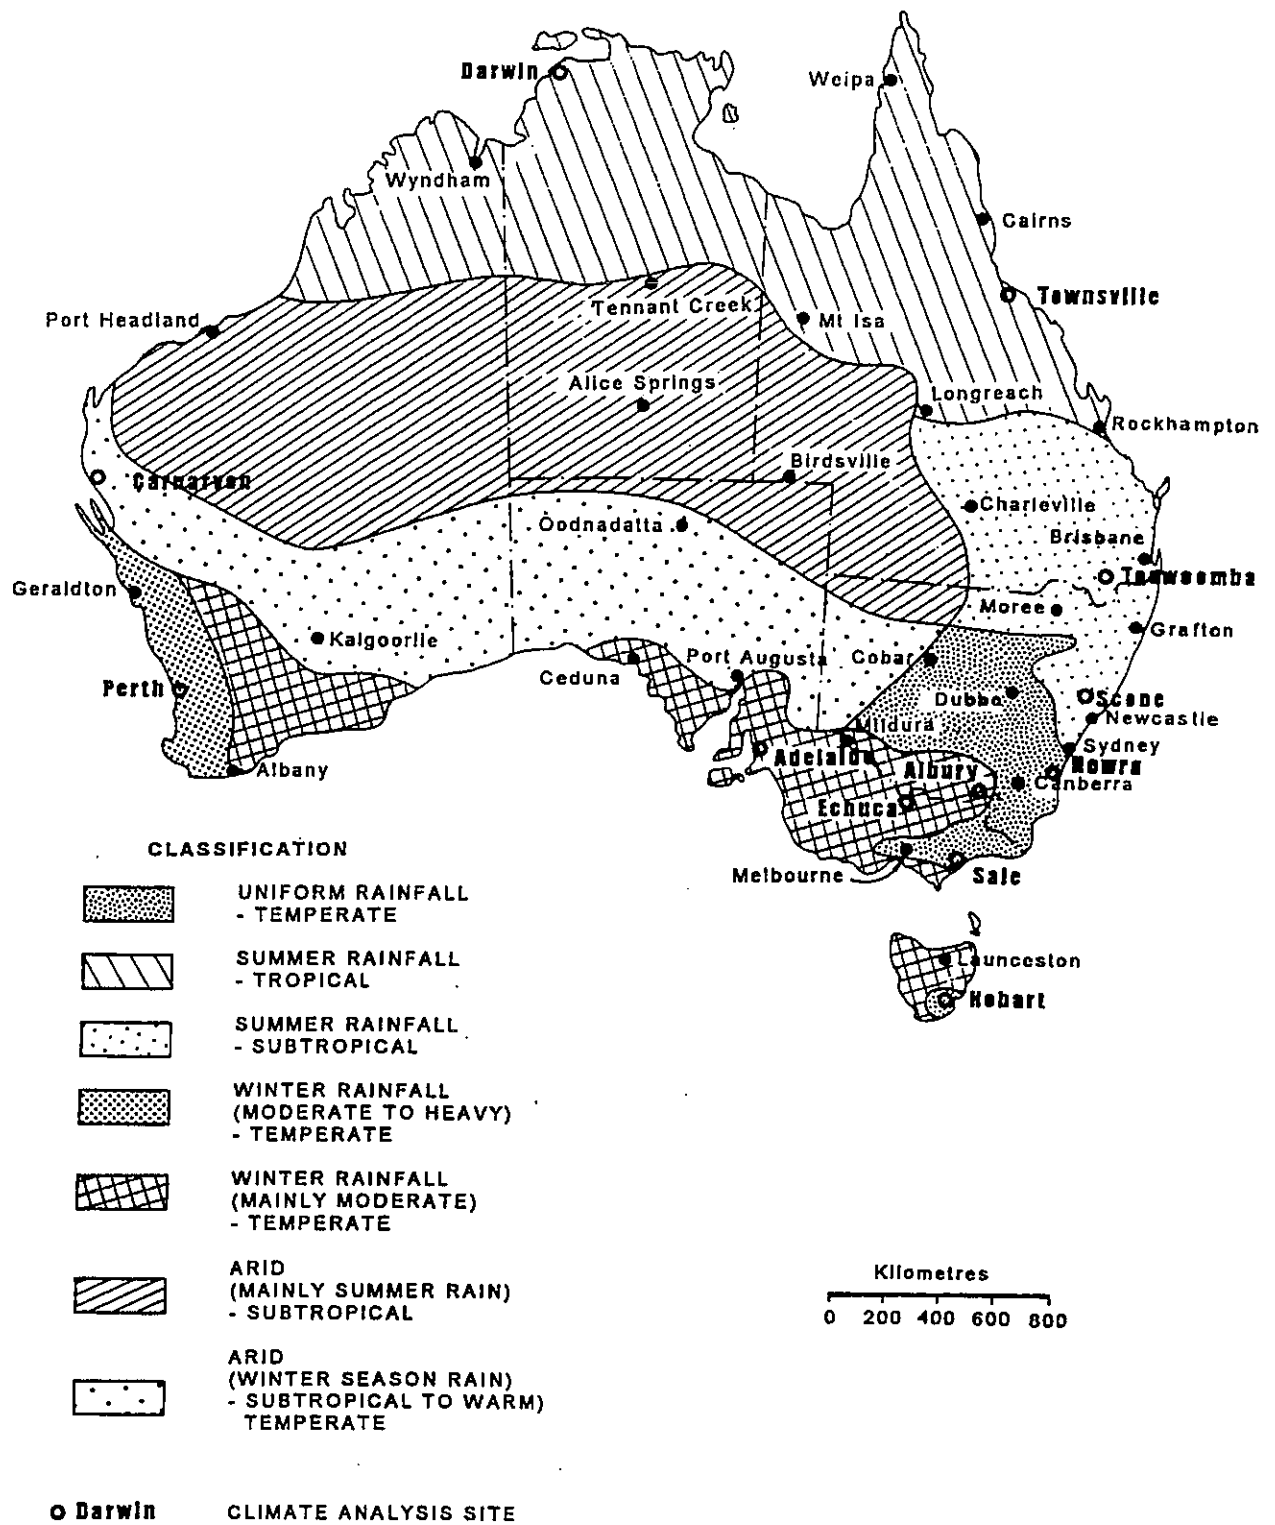 Darwin
Weipa
Wyndham
Cairns
Tennant Creek
Townsville
Port Headland
Mt Isa
Alice Springs
Longreach
Rockhampton
Birdsville
Carnarvon
Charleville
Oodnadatta
Brisbane
Toowoomba
Geraldton
Moree
Kalgoorlie
Grafton
Ceduna
Port Augusta
Cobar
Perth
Dubbo
Scone
Mildura
Newcastle
Adelaide
Sydney
Albany
Albury
Nowra
Canberra
Echuca
Melbourne
Sale
Launceston
Hobart
CLASSIFICATION
UNIFORM RAINFALL
- TEMPERATE
SUMMER RAINFALL
- TROPICAL
SUMMER RAINFALL
- SUBTROPICAL
WINTER RAINFALL
(MODERATE TO HEAVY)
- TEMPERATE
WINTER RAINFALL
(MAINLY MODERATE)
- TEMPERATE
ARID
(MAINLY SUMMER RAIN)
- SUBTROPICAL
ARID
(WINTER SEASON RAIN)
- SUBTROPICAL TO WARM)
TEMPERATE
Kilometres
0 200 400 600 800
Darwin CLIMATE ANALYSIS SITE